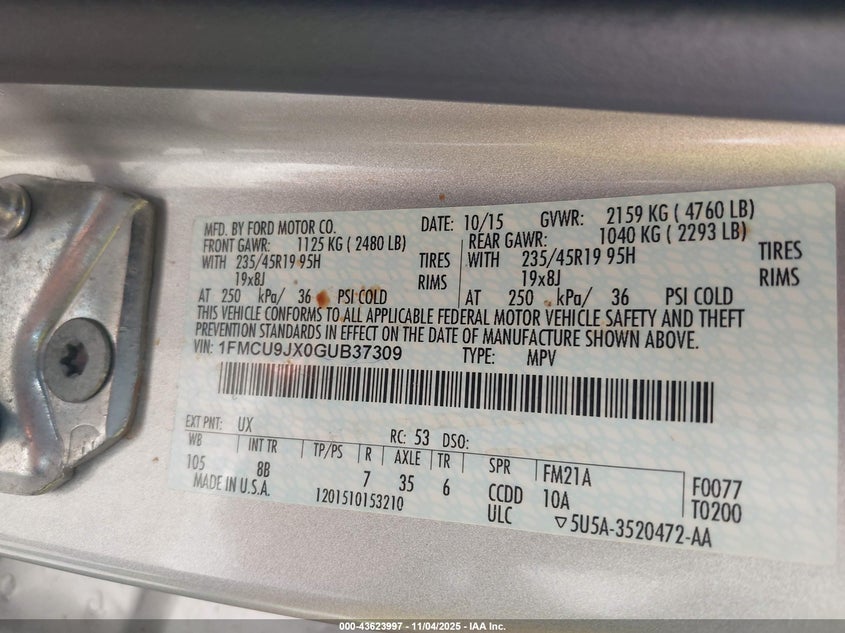 MFD. BY FORD MOTOR CO. DATE: 10/15 GVWR: 2159 KG ( 4760 LB)
FRONT GAWR: 1125 KG ( 2480 LB) REAR GAWR: 1040 KG ( 2293 LB)
WITH 235/45R19 95H TIRES WITH 235/45R19 95H TIRES
19x8J RIMS 19x8J RIMS
AT 250 kPa/ 36 PSI COLD AT 250 kPa/ 36 PSI COLD
THIS VEHICLE CONFORMS TO ALL APPLICABLE FEDERAL MOTOR VEHICLE SAFETY AND THEFT
PREVENTION STANDARDS IN EFFECT ON THE DATE OF MANUFACTURE SHOWN ABOVE.
VIN: 1FMCU9JX0GUB37309 TYPE: MPV
EXT PNT: UX RC: 53 DSO:
WB INT TR TP/PS R AXLE TR SPR FM21A F0077
105 8B 7 35 6 CCDD 10A T0200
MADE IN U.S.A. 1201510153210 ULC ▽5U5A-3520472-AA
000-43623997 - 11/04/2025 - IAA Inc.